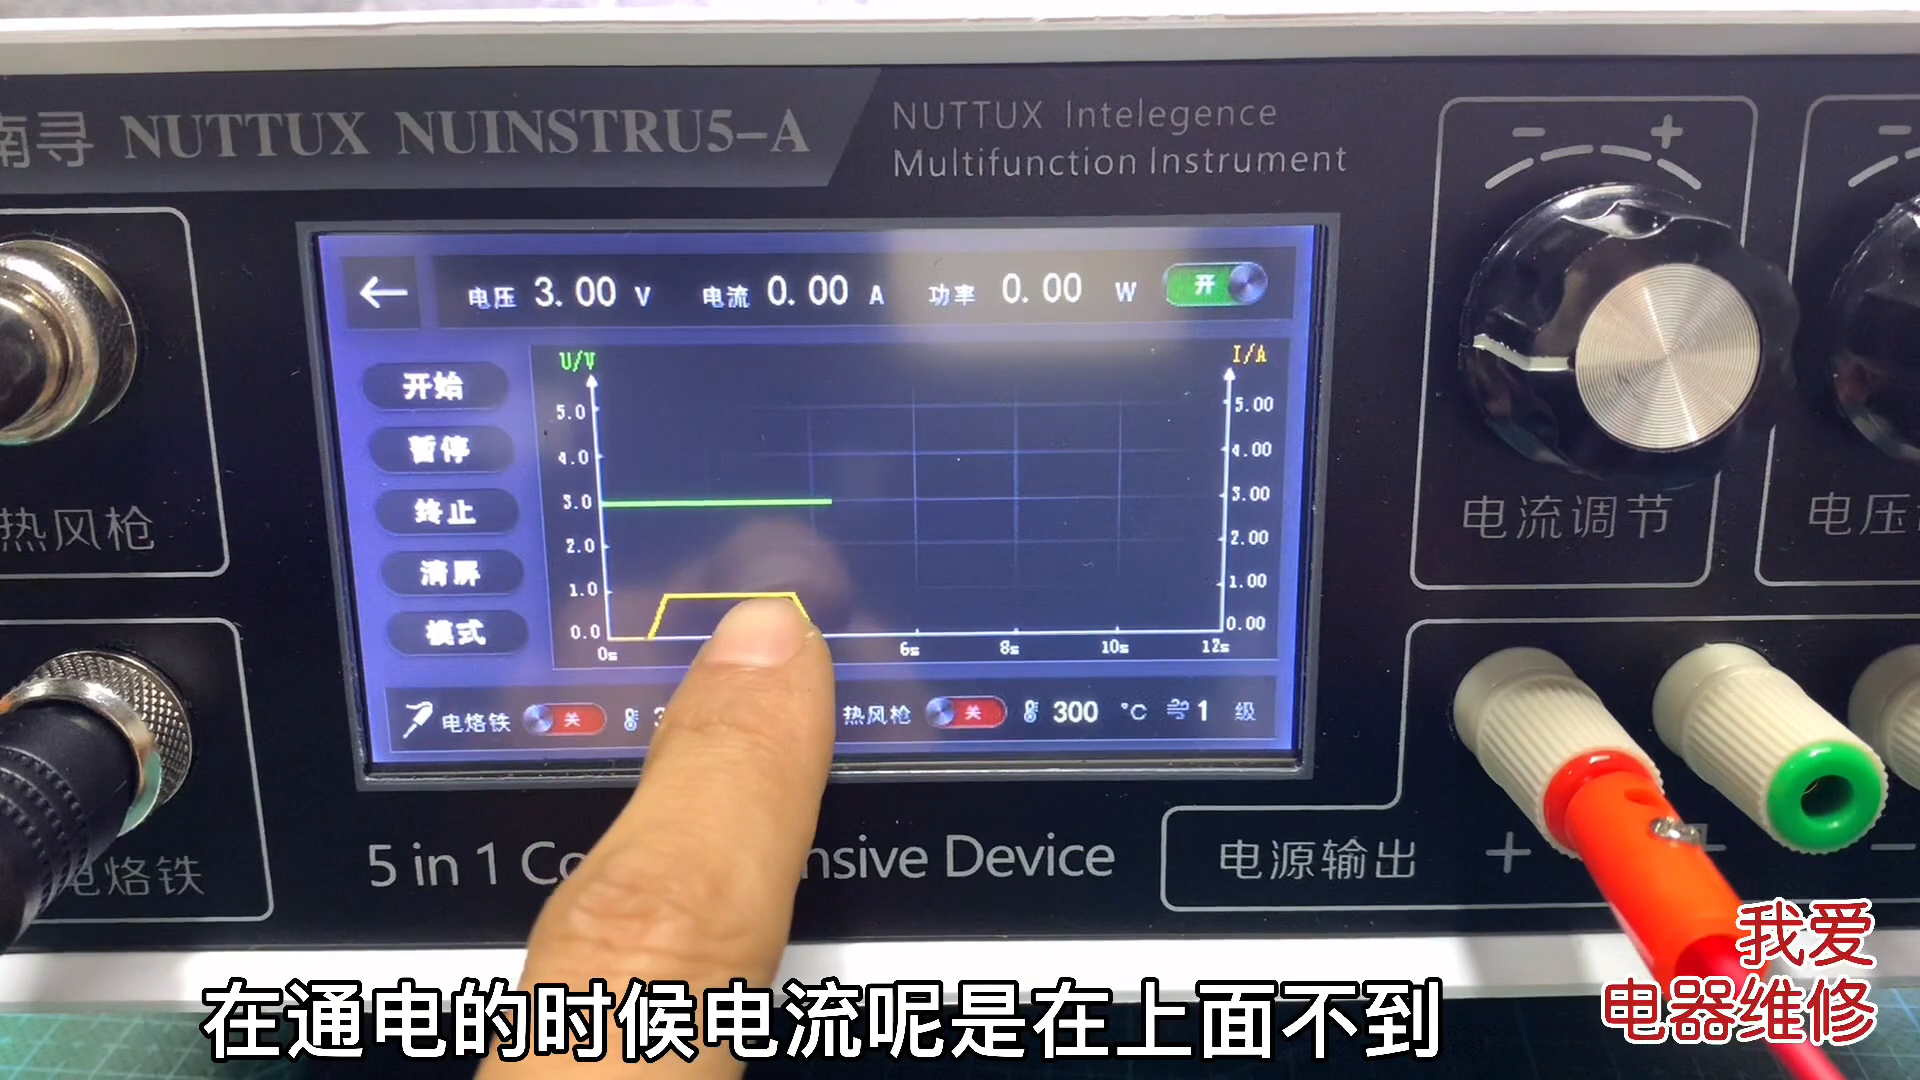 南寻 NUTTUX NUINSTRU5-A
NUTTUX Intelegence
Multifunction Instrument
- +
-
电压 3.00 V 电流 0.00 A 功率 0.00 W 开
U/V
I/A
开始
暂停
终止
清屏
模式
5.0
4.0
3.0
2.0
1.0
0.0
5.00
4.00
3.00
2.00
1.00
0.00
0s 6s 8s 10s 12s
电烙铁 关
热风枪 关 300 °C 1 级
热风枪
电流调节
电压
电烙铁
5 in 1 Co nsive Device
电源输出 + -
我爱
电器维修
在通电的时候电流呢是在上面不到